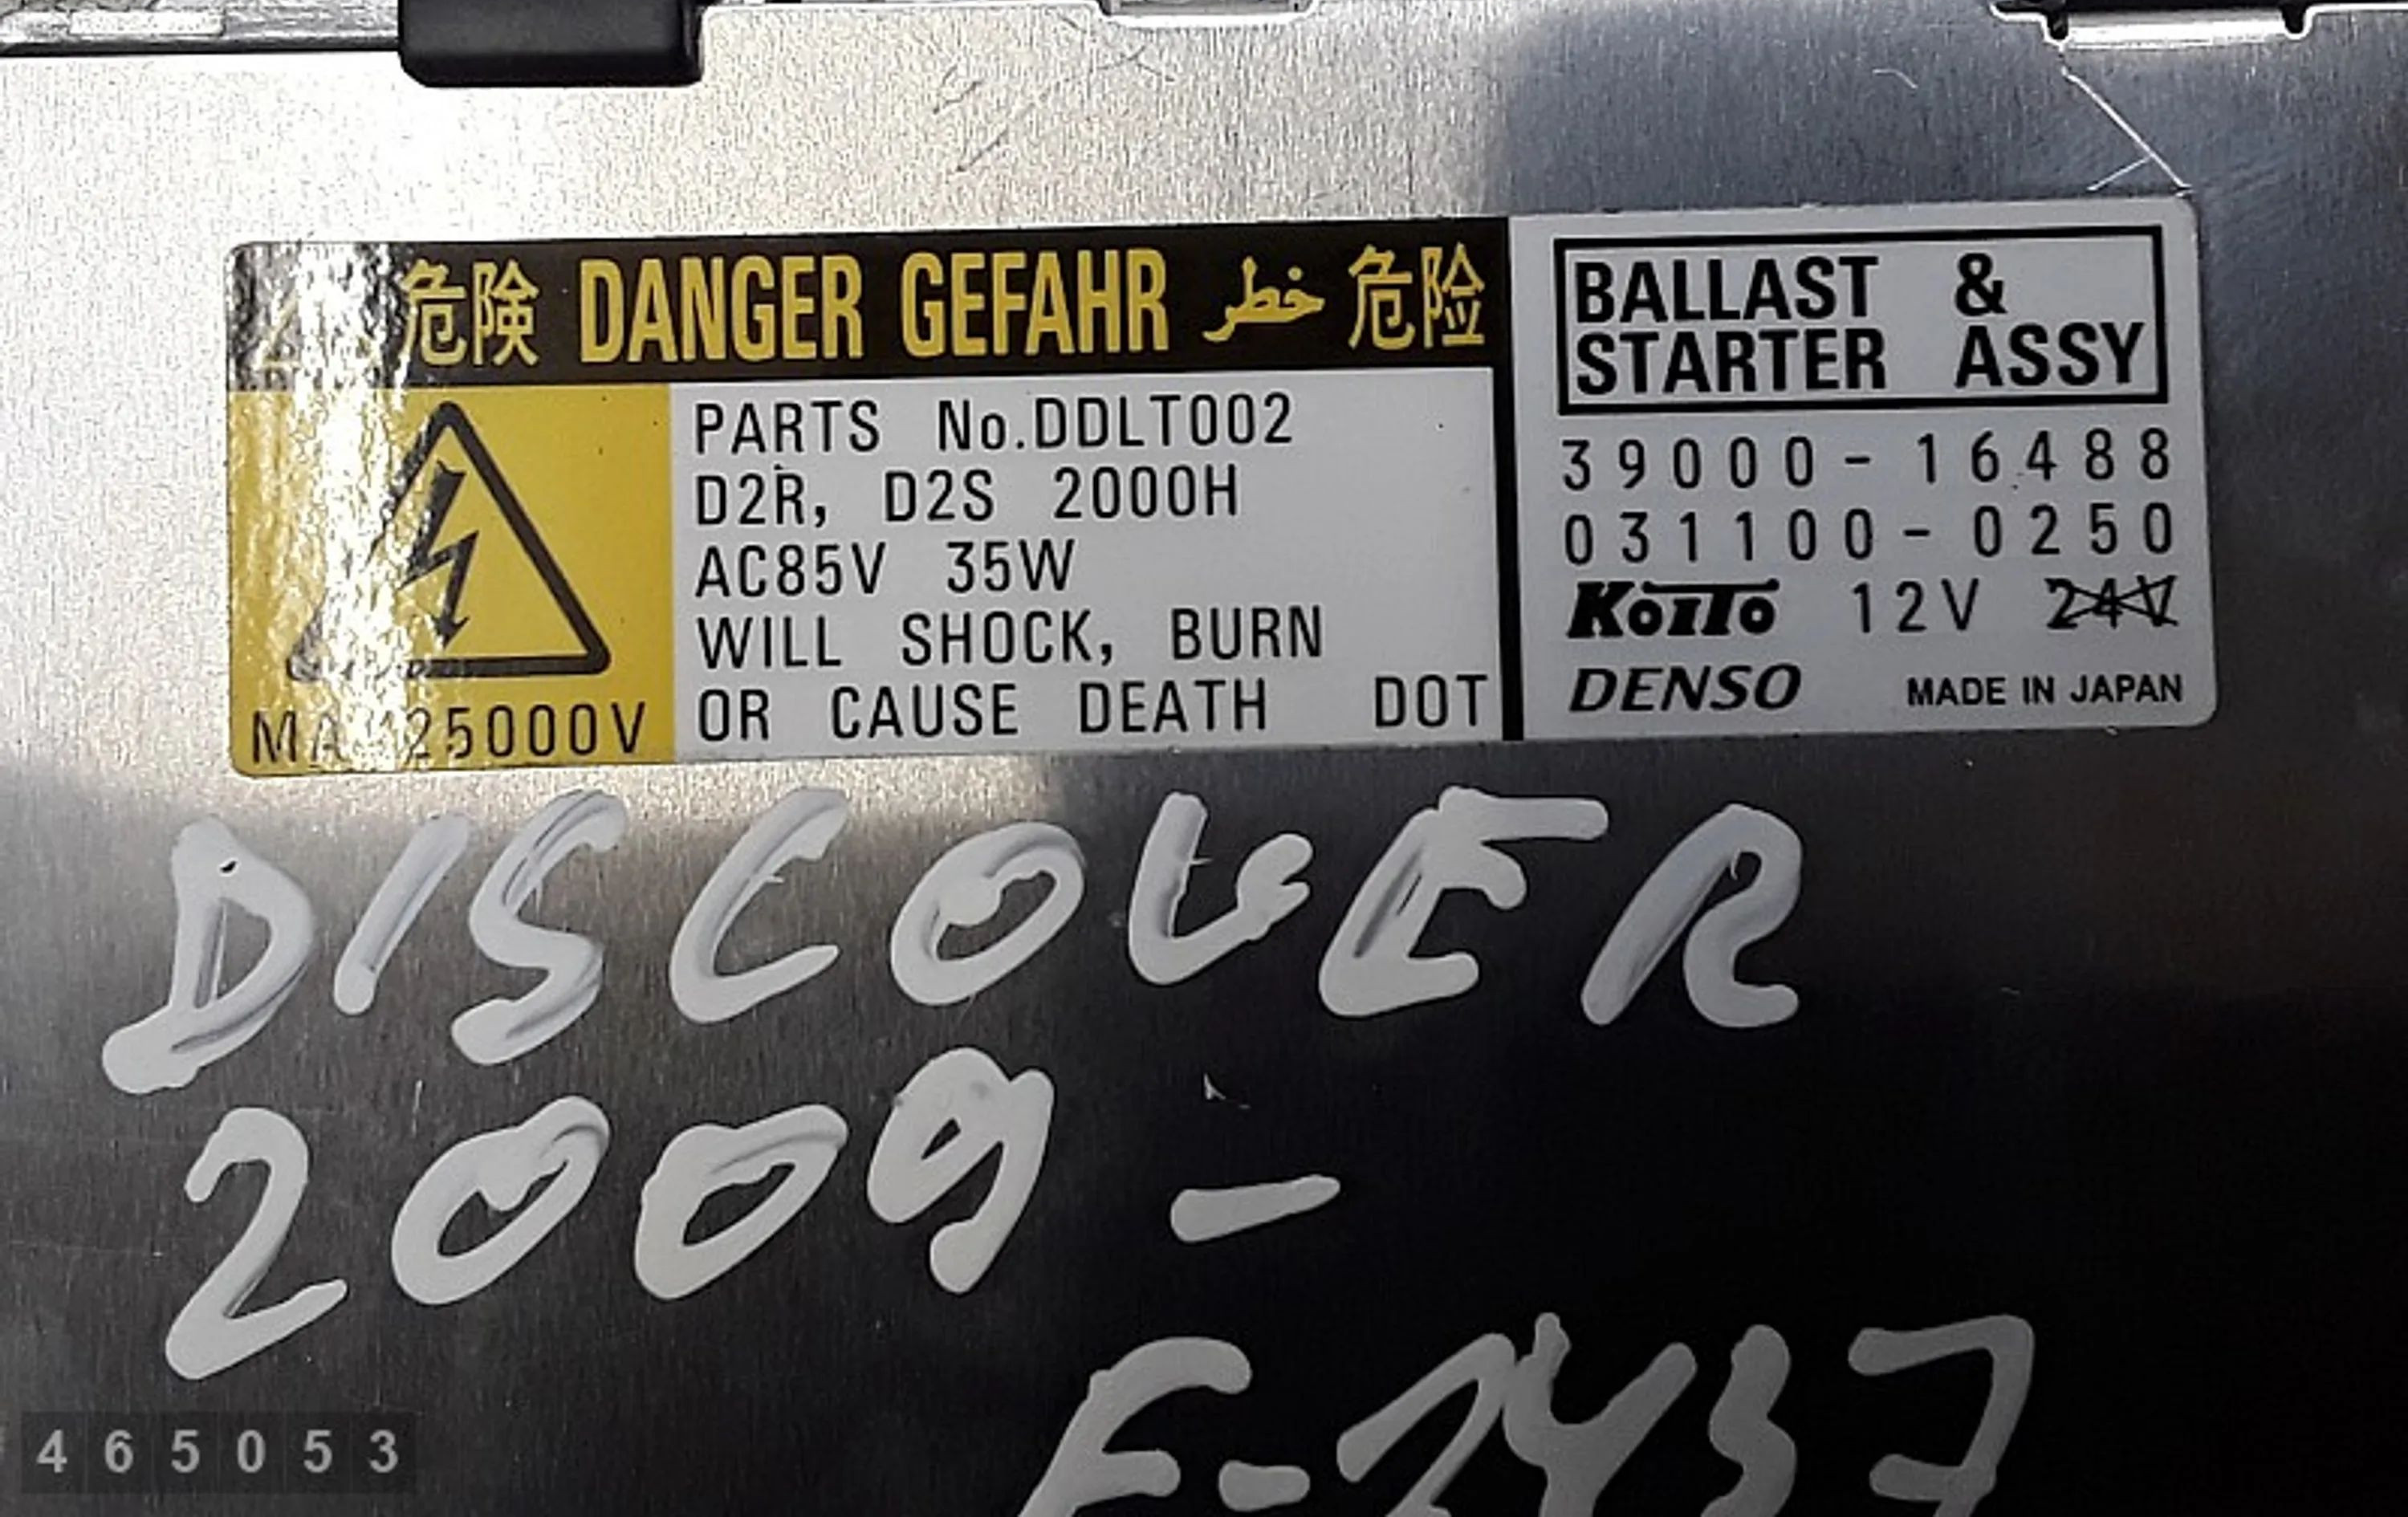 危険 DANGER GEFAHR خطر 危险
PARTS No.DDLT002
D2R, D2S 2000H
AC85V 35W
WILL SHOCK, BURN
OR CAUSE DEATH DOT
25000V
BALLAST &
STARTER ASSY
39000-16488
031100-0250
KOITO 12V 24V
DENSO MADE IN JAPAN
DISCOVER
2009-
465053